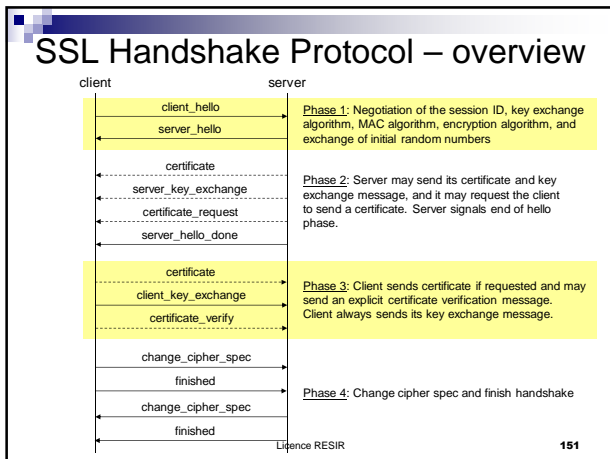 SSL Handshake Protocol – overview
client server
client_hello
server_hello
Phase 1: Negotiation of the session ID, key exchange
algorithm, MAC algorithm, encryption algorithm, and
exchange of initial random numbers
certificate
server_key_exchange
certificate_request
server_hello_done
Phase 2: Server may send its certificate and key
exchange message, and it may request the client
to send a certificate. Server signals end of hello
phase.
certificate
client_key_exchange
certificate_verify
Phase 3: Client sends certificate if requested and may
send an explicit certificate verification message.
Client always sends its key exchange message.
change_cipher_spec
finished
change_cipher_spec
finished
Phase 4: Change cipher spec and finish handshake
Licence RESIR 151